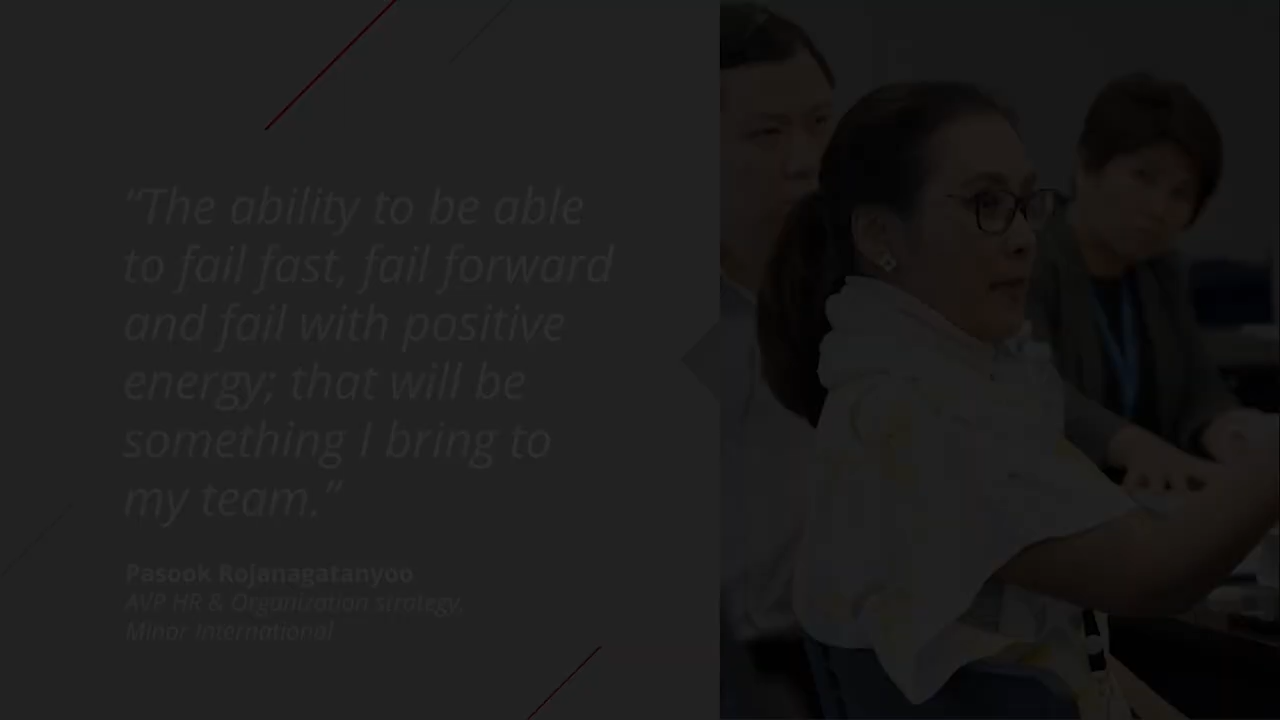 “The ability to be able
to fail fast, fail forward
and fail with positive
energy; that will be
something I bring to
my team.”
Pasook Rojanagatanyoo
AVP HR & Organization strategy,
Minor International